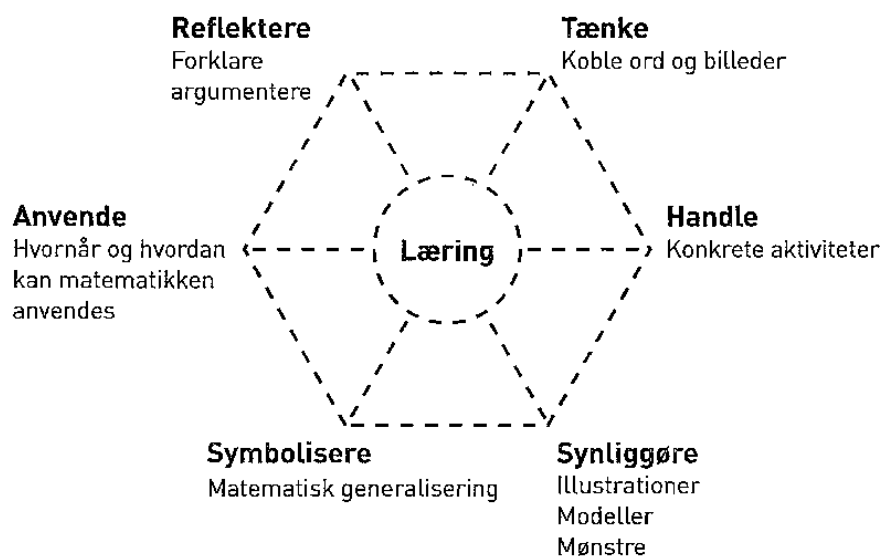 Reflektere
Forklare
argumentere
Tænke
Koble ord og billeder
Anvende
Hvornår og hvordan
kan matematikken
anvendes
Læring
Handle
Konkrete aktiviteter
Symbolisere
Matematisk generalisering
Synliggøre
Illustrationer
Modeller
Mønstre